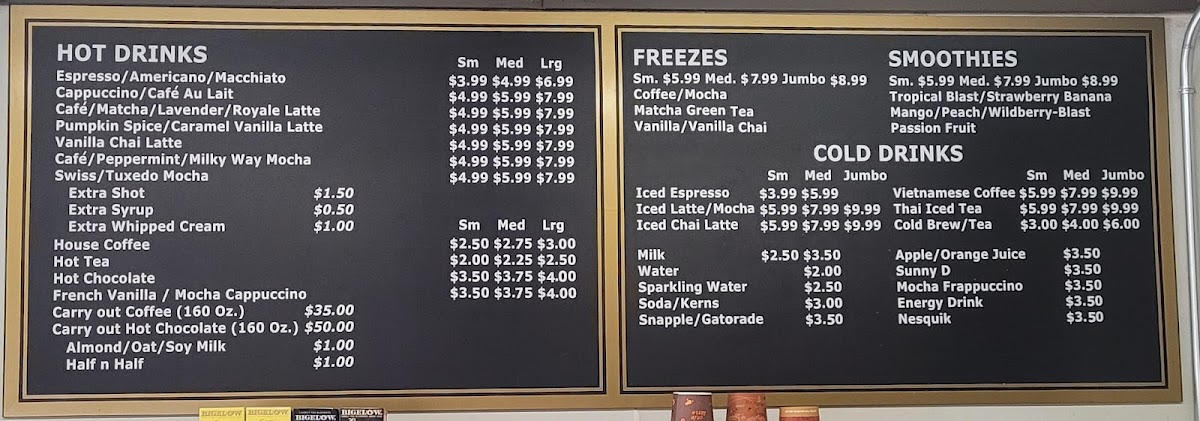 HOT DRINKS
Sm Med Lrg
Espresso/Americano/Macchiato $3.99 $4.99 $6.99
Cappuccino/Café Au Lait $4.99 $5.99 $7.99
Café/Matcha/Lavender/Royale Latte $4.99 $5.99 $7.99
Pumpkin Spice/Caramel Vanilla Latte $4.99 $5.99 $7.99
Vanilla Chai Latte $4.99 $5.99 $7.99
Café/Peppermint/Milky Way Mocha $4.99 $5.99 $7.99
Swiss/Tuxedo Mocha $4.99 $5.99 $7.99
Extra Shot $1.50
Extra Syrup $0.50
Extra Whipped Cream $1.00
Sm Med Lrg
House Coffee $2.50 $2.75 $3.00
Hot Tea $2.00 $2.25 $2.50
Hot Chocolate $3.50 $3.75 $4.00
French Vanilla / Mocha Cappuccino $3.50 $3.75 $4.00
Carry out Coffee (160 Oz.) $35.00
Carry out Hot Chocolate (160 Oz.) $50.00
Almond/Oat/Soy Milk $1.00
Half n Half $1.00
FREEZES
Sm. $5.99 Med. $7.99 Jumbo $8.99
Coffee/Mocha
Matcha Green Tea
Vanilla/Vanilla Chai
SMOOTHIES
Sm. $5.99 Med. $7.99 Jumbo $8.99
Tropical Blast/Strawberry Banana
Mango/Peach/Wildberry-Blast
Passion Fruit
COLD DRINKS
Sm Med Jumbo
Iced Espresso $3.99 $5.99
Iced Latte/Mocha $5.99 $7.99 $9.99
Iced Chai Latte $5.99 $7.99 $9.99
Milk $2.50 $3.50
Water $2.00
Sparkling Water $2.50
Soda/Kerns $3.00
Snapple/Gatorade $3.50
Sm Med Jumbo
Vietnamese Coffee $5.99 $7.99 $9.99
Thai Iced Tea $5.99 $7.99 $9.99
Cold Brew/Tea $3.00 $4.00 $6.00
Apple/Orange Juice $3.50
Sunny D $3.50
Mocha Frappuccino $3.50
Energy Drink $3.50
Nesquik $3.50
BIGELOW
BIGELOW
BIGELOW
BIGELOW